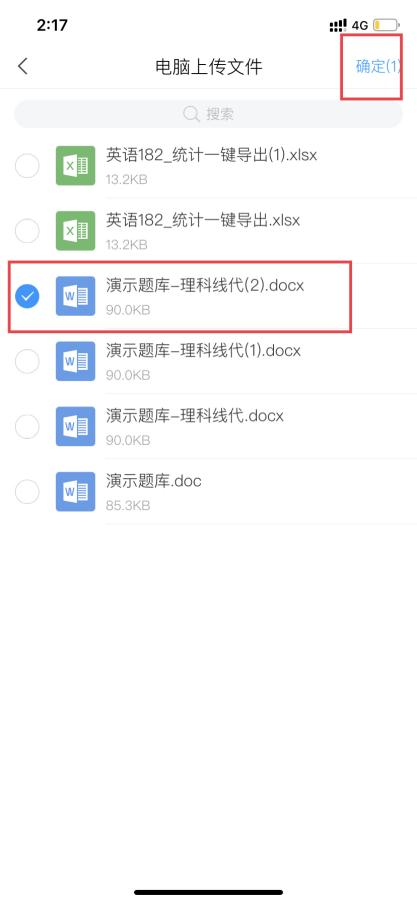 2:17
4G
电脑上传文件
确定(1)
搜索
英语182_统计一键导出(1).xlsx
13.2KB
英语182_统计一键导出.xlsx
13.2KB
演示题库-理科线代(2).docx
90.0KB
演示题库-理科线代(1).docx
90.0KB
演示题库-理科线代.docx
90.0KB
演示题库.doc
85.3KB